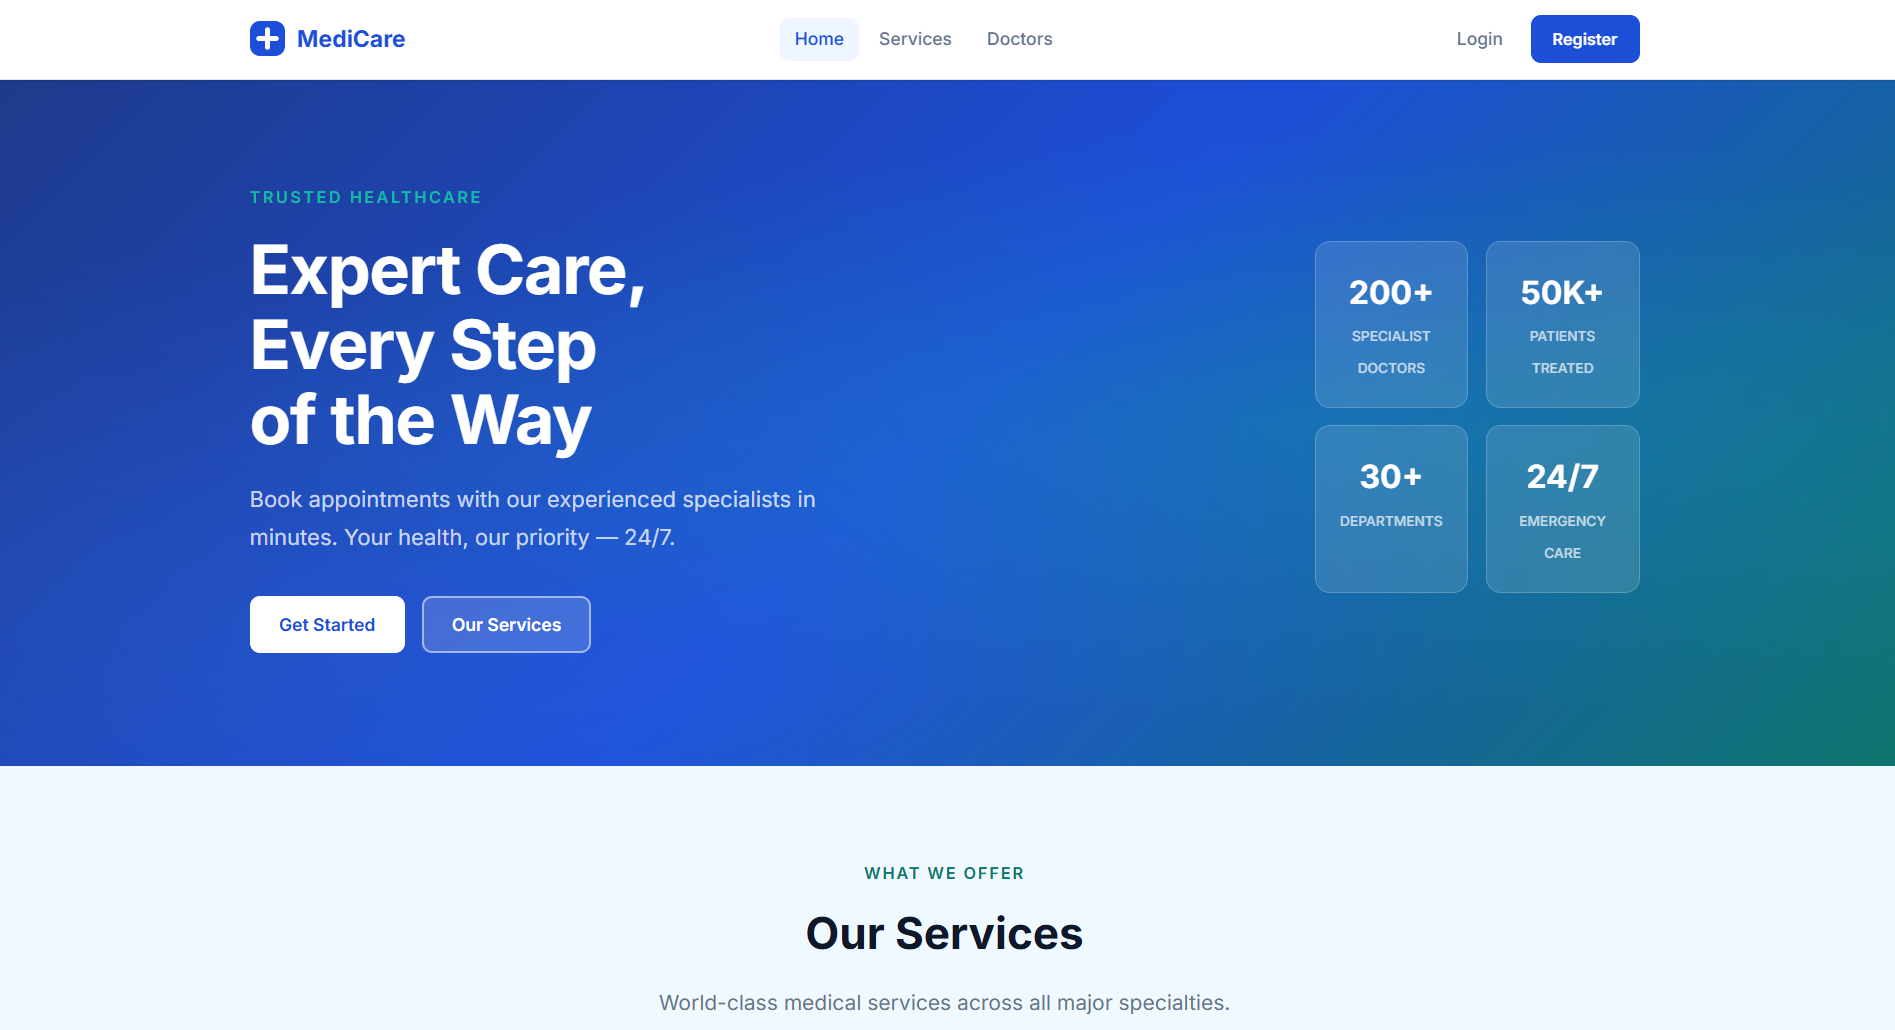 MediCare
Home
Services
Doctors
Login
Register
TRUSTED HEALTHCARE
Expert Care,
Every Step
of the Way
Book appointments with our experienced specialists in
minutes. Your health, our priority — 24/7.
Get Started
Our Services
200+
SPECIALIST
DOCTORS
50K+
PATIENTS
TREATED
30+
DEPARTMENTS
24/7
EMERGENCY
CARE
WHAT WE OFFER
Our Services
World-class medical services across all major specialties.